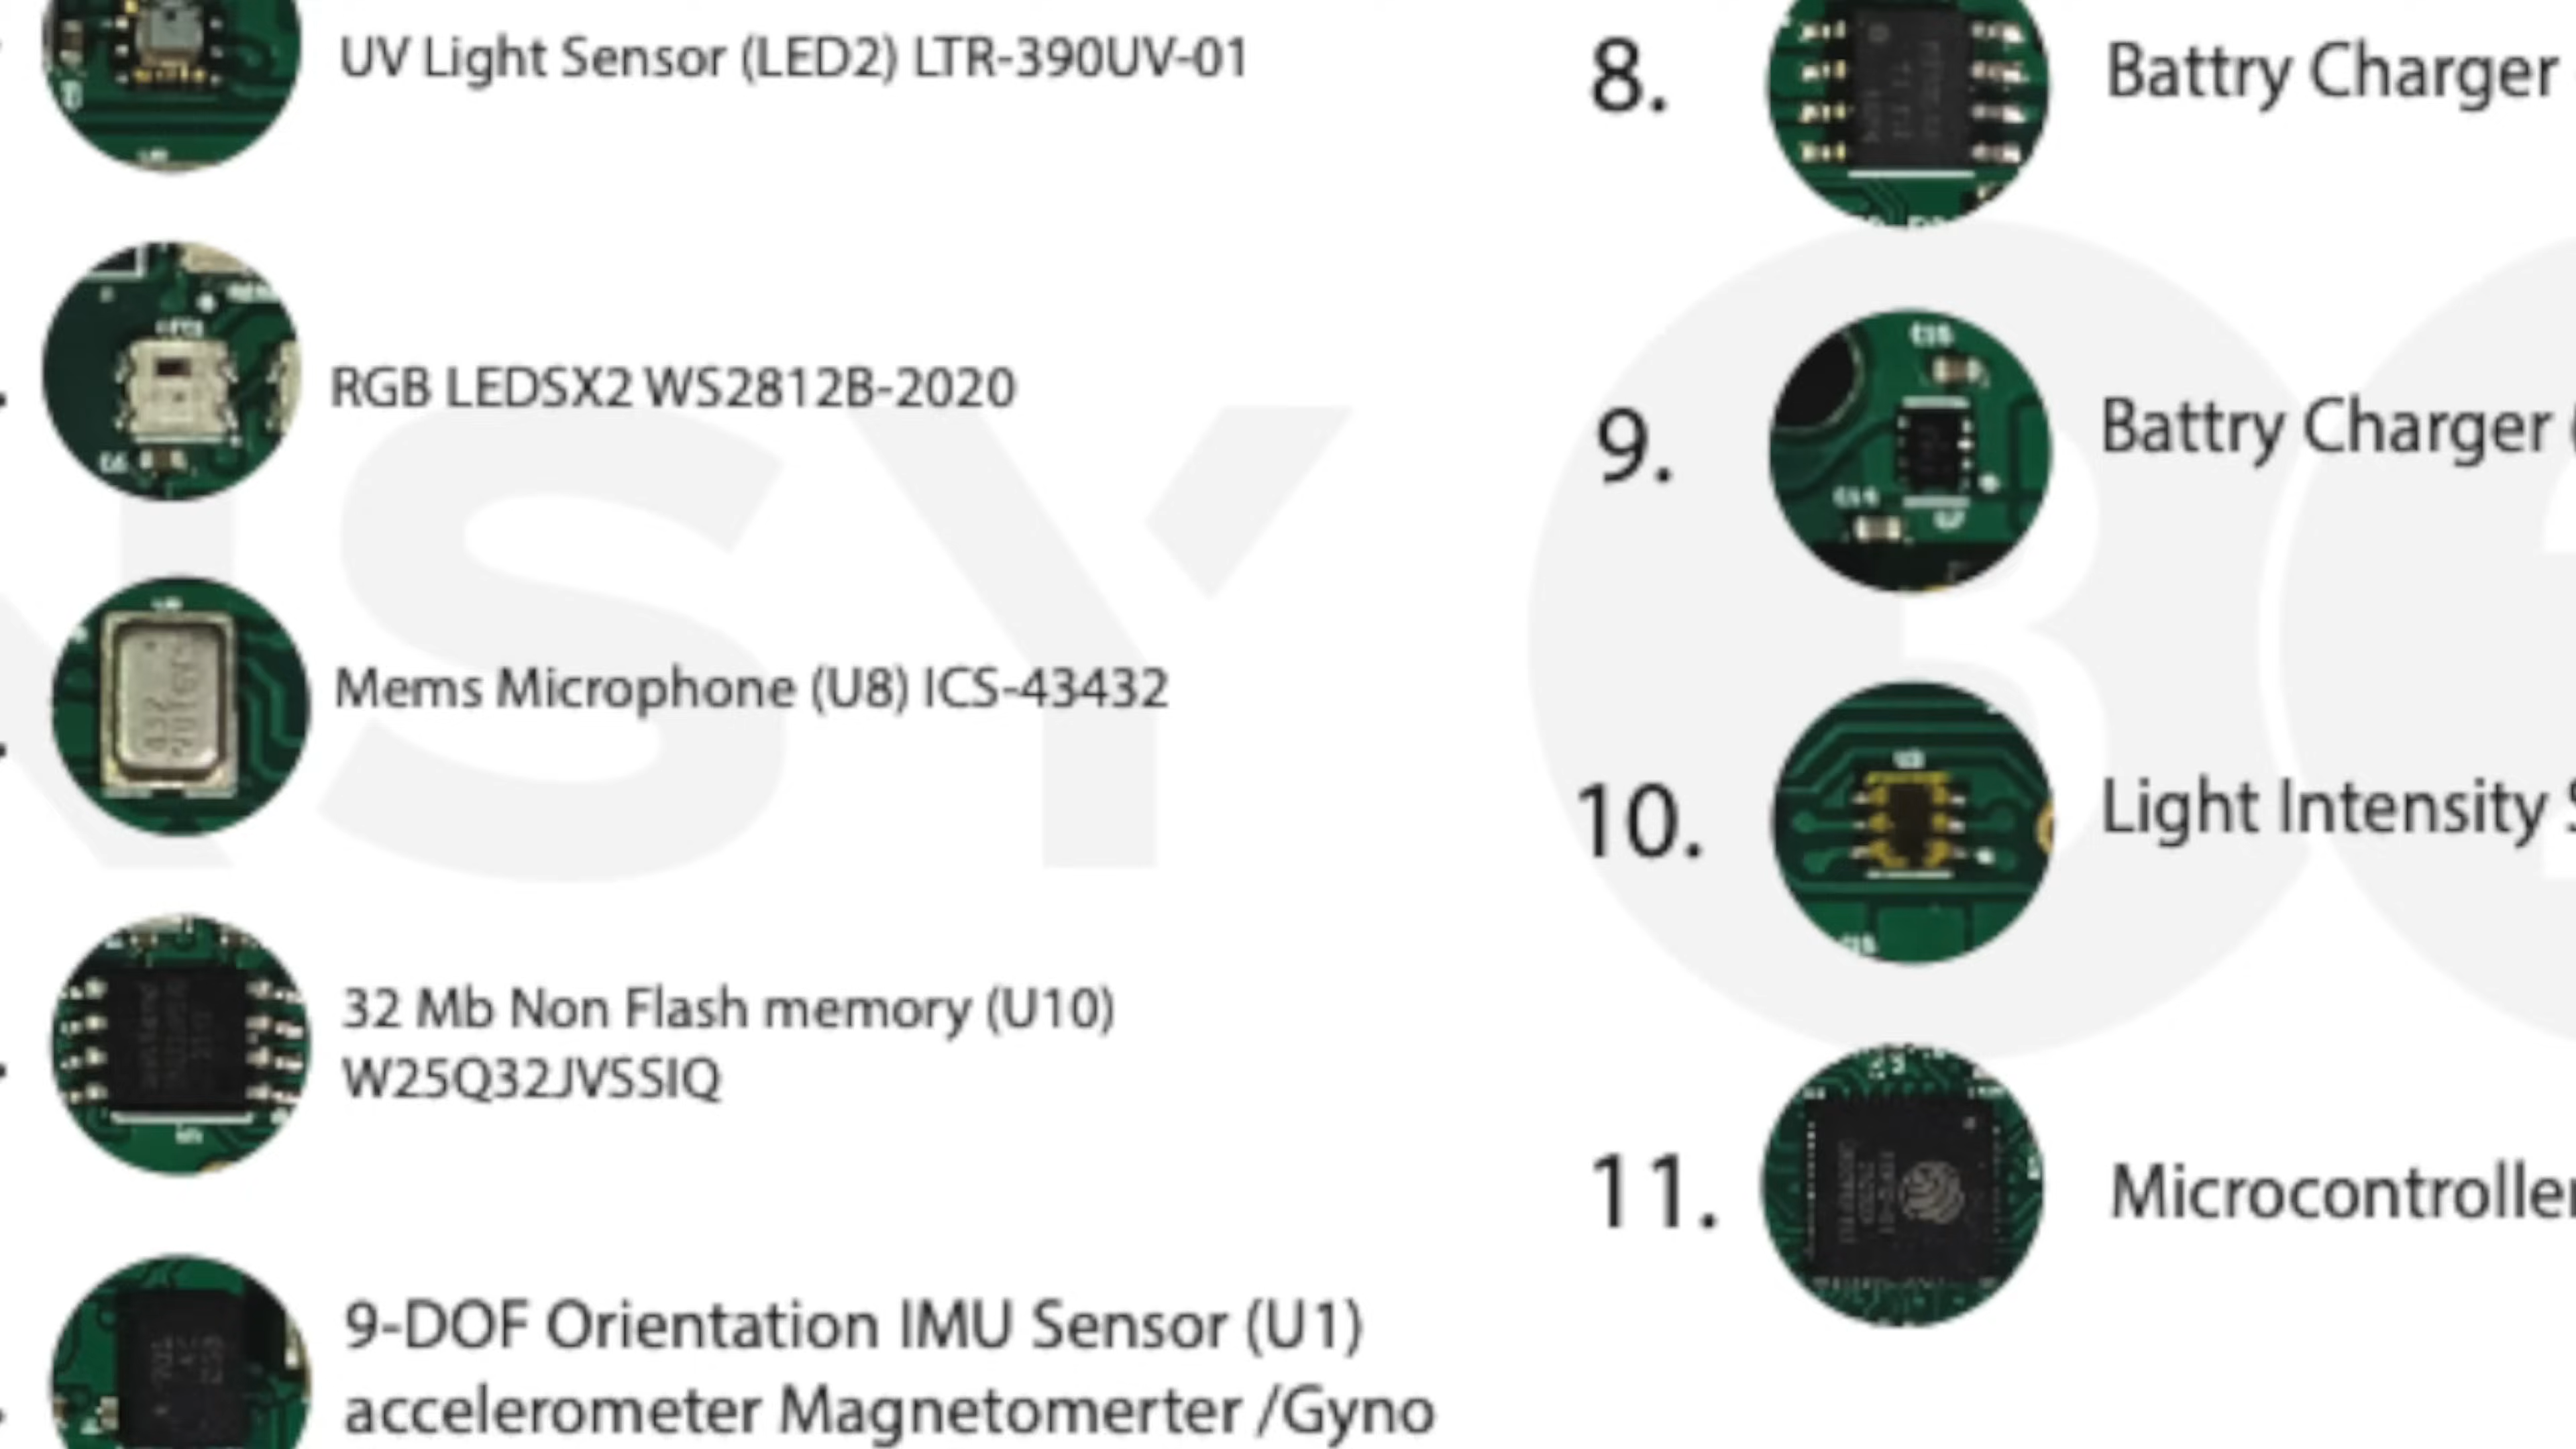 UV Light Sensor (LED2) LTR-390UV-01
RGB LEDSX2 WS2812B-2020
Mems Microphone (U8) ICS-43432
32 Mb Non Flash memory (U10)
W25Q32JVSSIQ
9-DOF Orientation IMU Sensor (U1)
accelerometer Magnetomerter /Gyno
8. Battry Charger
9. Battry Charger (
10. Light Intensity
11. Microcontroller